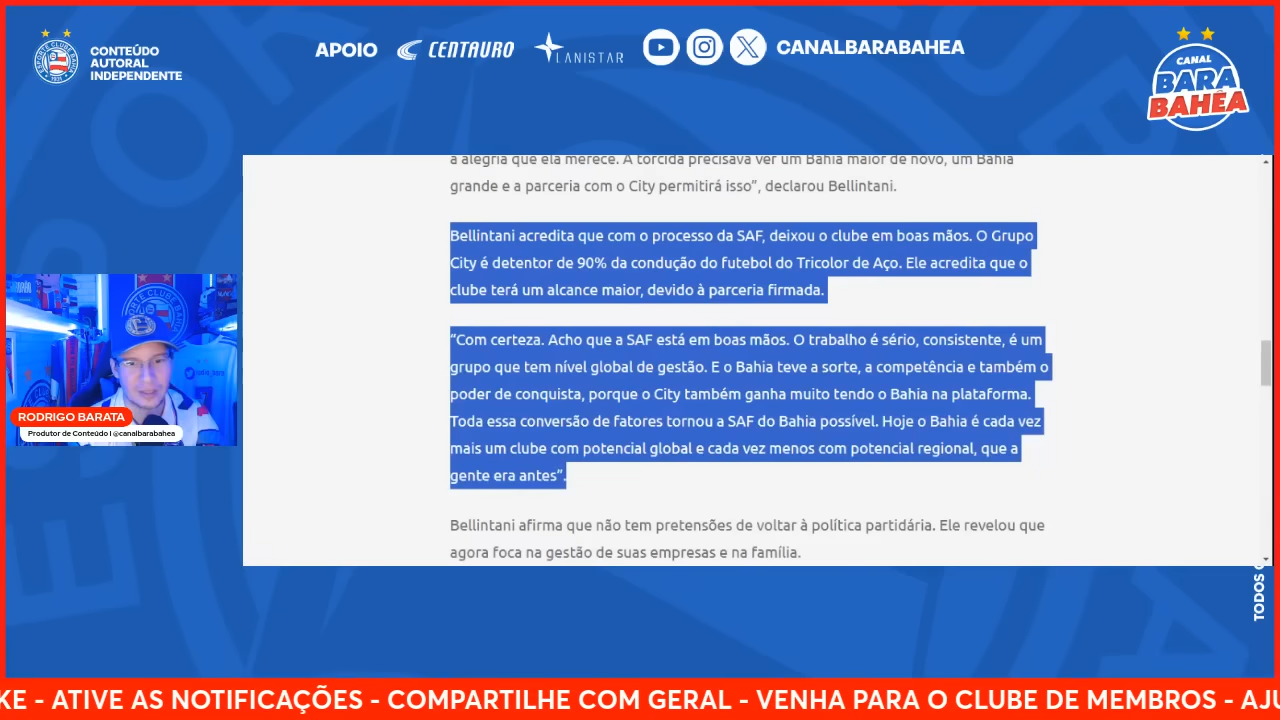 CONTEÚDO
AUTORAL
INDEPENDENTE
APOIO
CENTAURO
LANISTAR
CANALBARABAHEA
CANAL
BARA
BAHÊA
a alegria que ela merece. A torcida precisava ver um Bahia maior de novo, um Bahia
grande e a parceria com o City permitirá isso”, declarou Bellintani.
Bellintani acredita que com o processo da SAF, deixou o clube em boas mãos. O Grupo
City é detentor de 90% da condução do futebol do Tricolor de Aço. Ele acredita que o
clube terá um alcance maior, devido à parceria firmada.
“Com certeza. Acho que a SAF está em boas mãos. O trabalho é sério, consistente, é um
grupo que tem nível global de gestão. E o Bahia teve a sorte, a competência e também o
poder de conquista, porque o City também ganha muito tendo o Bahia na plataforma.
Toda essa conversão de fatores tornou a SAF do Bahia possível. Hoje o Bahia é cada vez
mais um clube com potencial global e cada vez menos com potencial regional, que a
gente era antes”.
Bellintani afirma que não tem pretensões de voltar à política partidária. Ele revelou que
agora foca na gestão de suas empresas e na família.
RODRIGO BARATA
Produtor de Conteúdo | @canalbarabahea
TODOS
KE - ATIVE AS NOTIFICAÇÕES - COMPARTILHE COM GERAL - VENHA PARA O CLUBE DE MEMBROS - AJU